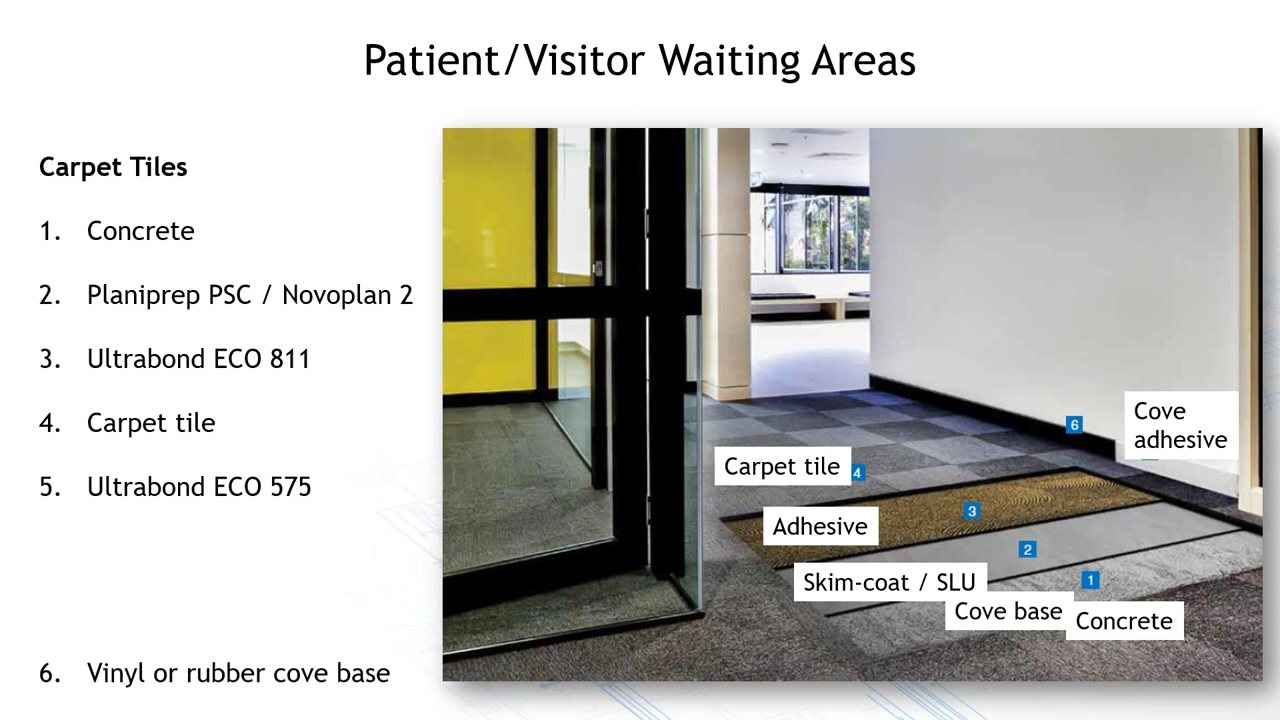 Patient/Visitor Waiting Areas
Carpet Tiles
1. Concrete
2. Planiprep PSC / Novoplan 2
3. Ultrabond ECO 811
4. Carpet tile
5. Ultrabond ECO 575
6. Vinyl or rubber cove base
Cove
adhesive
6
Carpet tile
4
3
Adhesive
2
Skim-coat / SLU
1
Cove base
Concrete